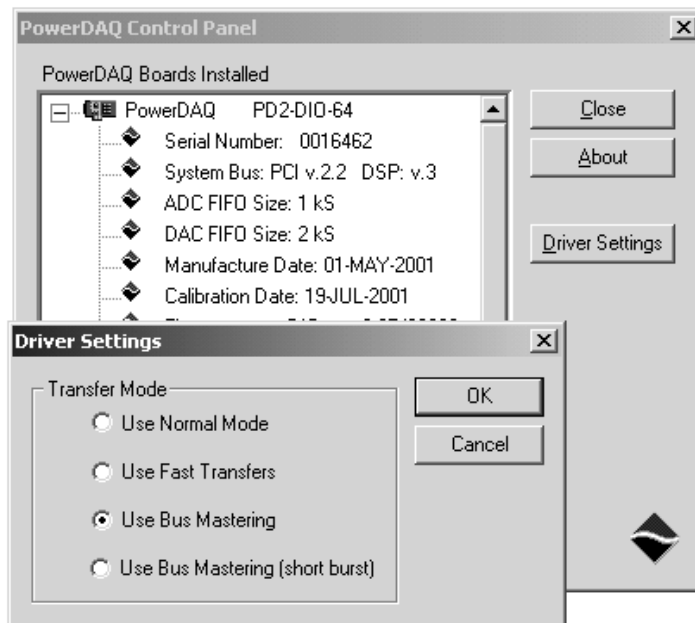 PowerDAQ Control Panel
PowerDAQ Boards Installed
PowerDAQ PD2-DIO-64
Serial Number: 0016462
System Bus: PCI v.2.2 DSP: v.3
ADC FIFO Size: 1 kS
DAC FIFO Size: 2 kS
Manufacture Date: 01-MAY-2001
Calibration Date: 19-JUL-2001
Close
About
Driver Settings
Driver Settings
Transfer Mode
Use Normal Mode
Use Fast Transfers
Use Bus Mastering
Use Bus Mastering (short burst)
OK
Cancel